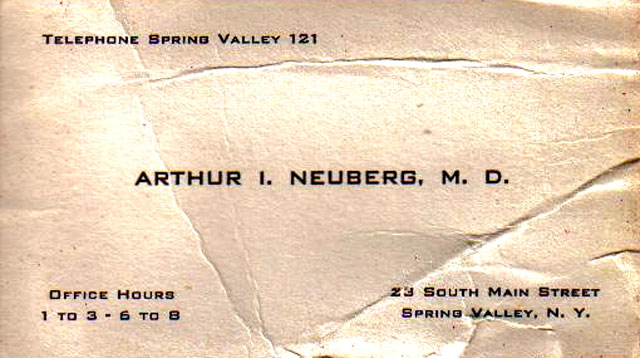 TELEPHONE SPRING VALLEY 121
ARTHUR I. NEUBERG, M. D.
OFFICE HOURS
1 TO 3 - 6 TO 8
23 SOUTH MAIN STREET
SPRING VALLEY, N. Y.